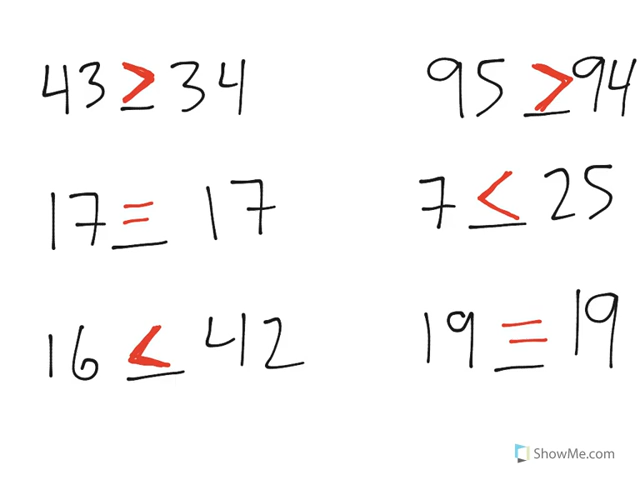 43 > 34
95 > 94
17 = 17
7 < 25
16 < 42
19 = 19
ShowMe.com